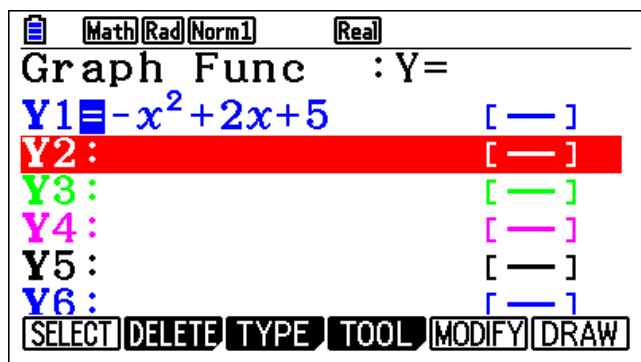 Math Rad Norm1 Real
Graph Func :Y=
Y1=-x²+2x+5 [—]
Y2: [—]
Y3: [—]
Y4: [—]
Y5: [—]
Y6: [—]
SELECT DELETE TYPE TOOL MODIFY DRAW